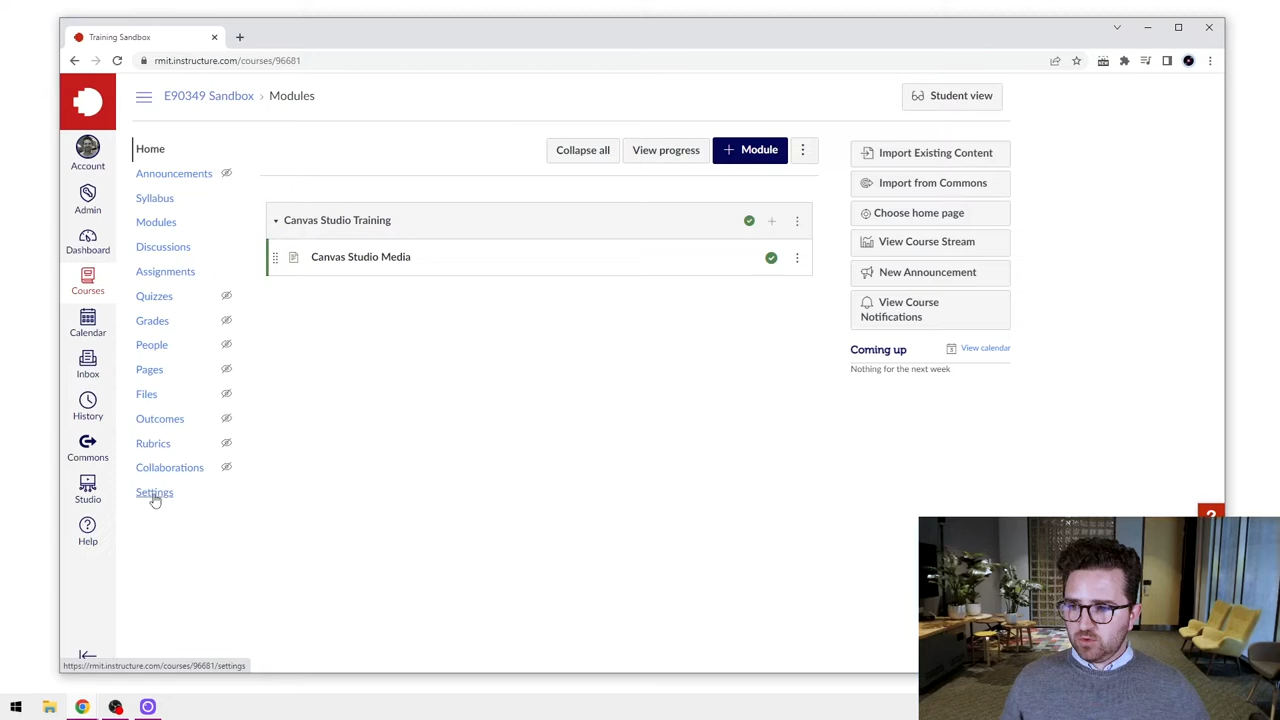 Training Sandbox
rmit.instructure.com/courses/96681
E90349 Sandbox › Modules
Student view
Account
Admin
Dashboard
Courses
Calendar
Inbox
History
Commons
Studio
Help
Home
Announcements
Syllabus
Modules
Discussions
Assignments
Quizzes
Grades
People
Pages
Files
Outcomes
Rubrics
Collaborations
Settings
Collapse all
View progress
+ Module
Canvas Studio Training
Canvas Studio Media
Import Existing Content
Import from Commons
Choose home page
View Course Stream
New Announcement
View Course
Notifications
Coming up
View calendar
Nothing for the next week
?
https://rmit.instructure.com/courses/96681/settings